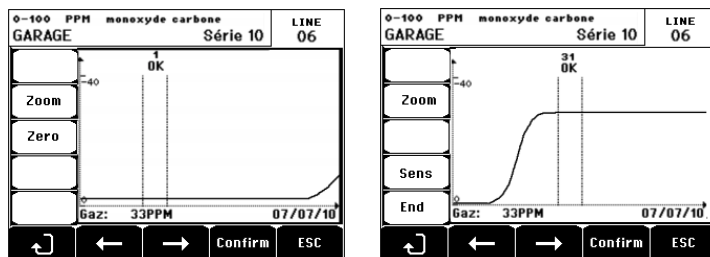 0-100 PPM monoxyde carbone
GARAGE Série 10
LINE
06
1
OK
40
Zoom
Zero
0
Gaz: 33PPM 07/07/10
Confirm ESC
0-100 PPM monoxyde carbone
GARAGE Série 10
LINE
06
31
OK
40
Zoom
Sens
End
0
Gaz: 33PPM 07/07/10
Confirm ESC